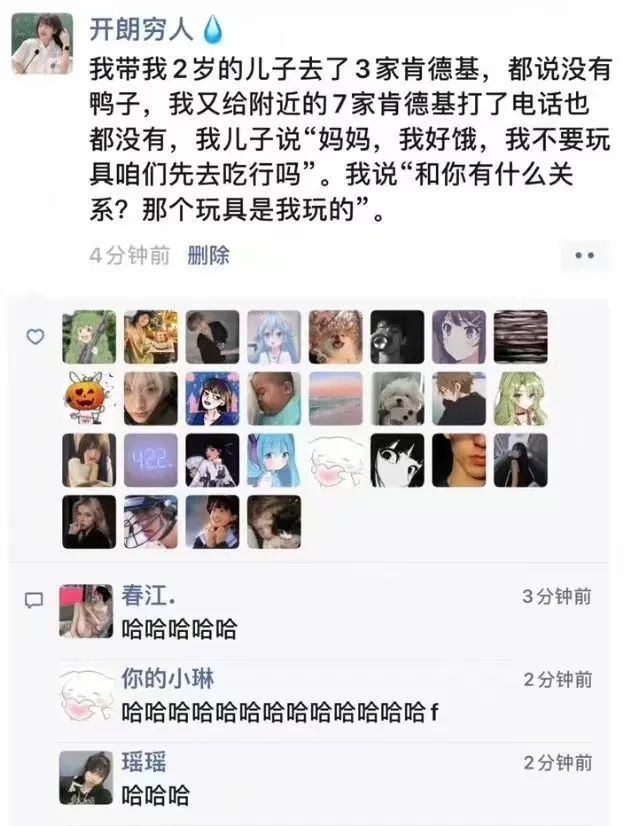 开朗穷人💧
我带我2岁的儿子去了3家肯德基，都说没有
鸭子，我又给附近的7家肯德基打了电话也
都没有，我儿子说“妈妈，我好饿，我不要玩
具咱们先去吃行吗”。我说“和你有什么关
系？那个玩具是我玩的”。
4分钟前 删除
422
春江. 3分钟前
哈哈哈哈哈
你的小琳 2分钟前
哈哈哈哈哈哈哈哈哈哈哈哈哈f
瑶瑶 2分钟前
哈哈哈